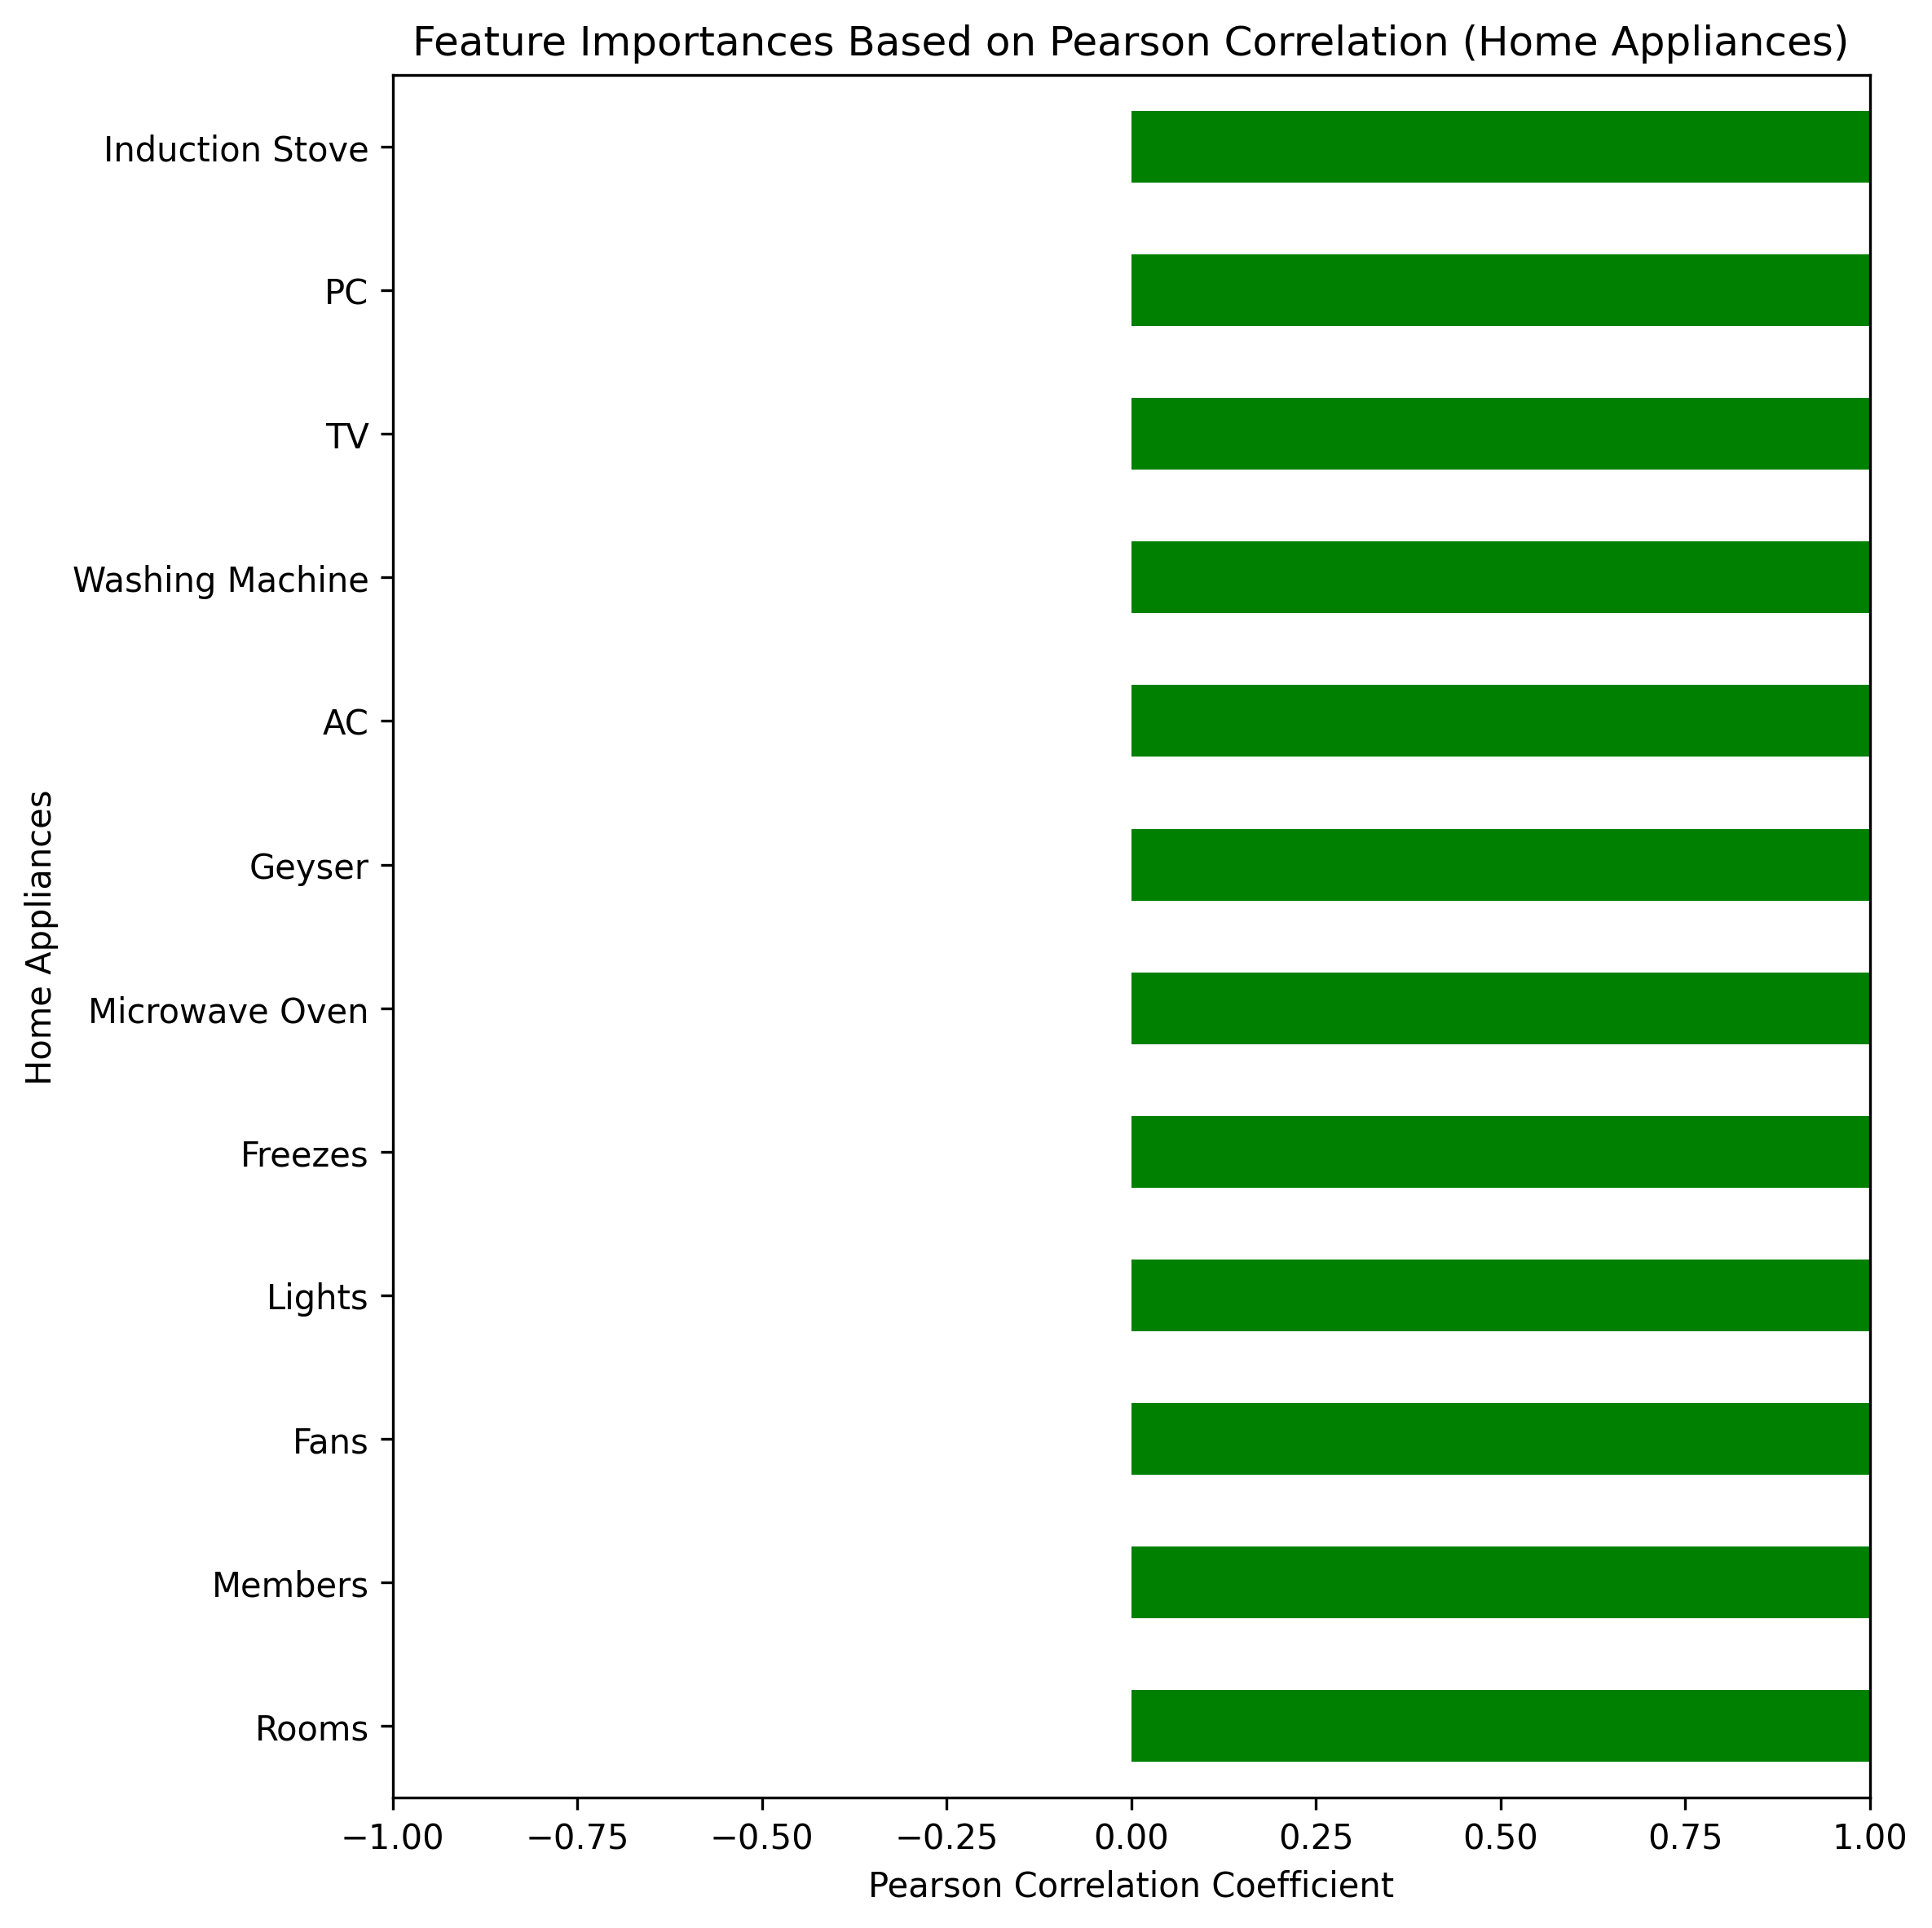 Feature Importances Based on Pearson Correlation (Home Appliances)
Induction Stove
PC
TV
Washing Machine
AC
Geyser
Microwave Oven
Freezes
Lights
Fans
Members
Rooms
Home Appliances
−1.00 −0.75 −0.50 −0.25 0.00 0.25 0.50 0.75 1.00
Pearson Correlation Coefficient